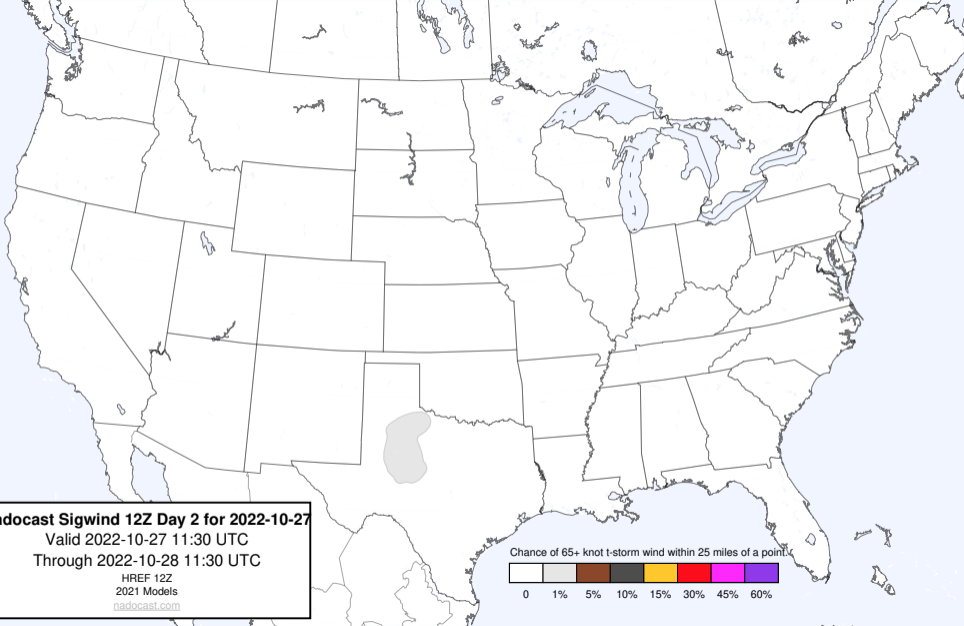 adocast Sigwind 12Z Day 2 for 2022-10-27
Valid 2022-10-27 11:30 UTC
Through 2022-10-28 11:30 UTC
HREF 12Z
2021 Models
nadocast.com
Chance of 65+ knot t-storm wind within 25 miles of a point.
0 1% 5% 10% 15% 30% 45% 60%